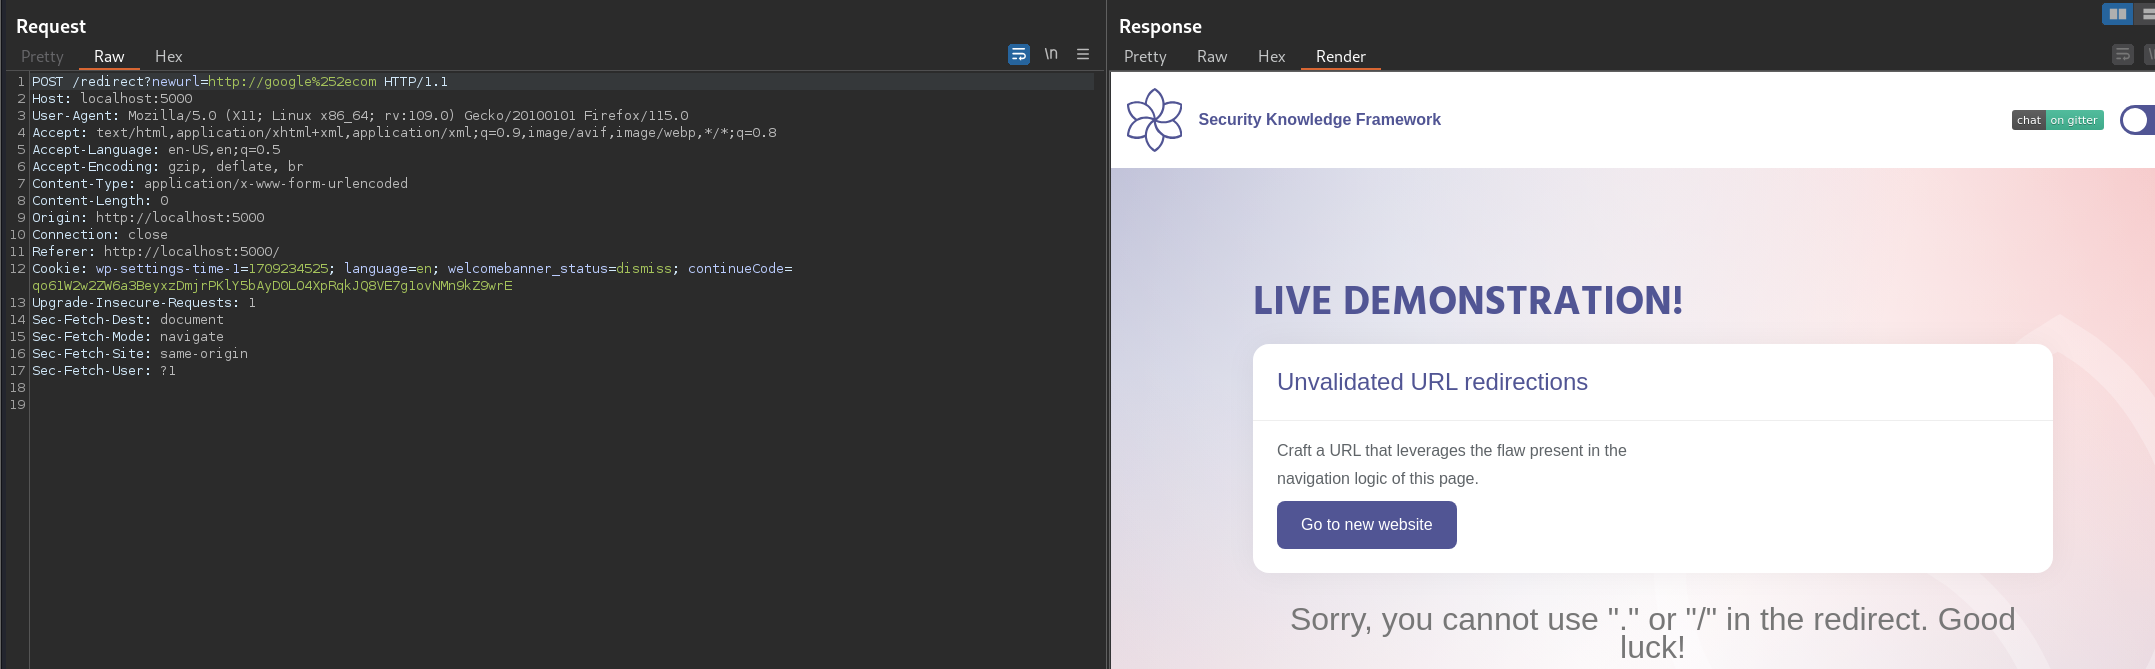 Request
Pretty Raw Hex
\n
1 POST /redirect?newurl=http://google%252ecom HTTP/1.1
2 Host: localhost:5000
3 User-Agent: Mozilla/5.0 (X11; Linux x86_64; rv:109.0) Gecko/20100101 Firefox/115.0
4 Accept: text/html,application/xhtml+xml,application/xml;q=0.9,image/avif,image/webp,*/*;q=0.8
5 Accept-Language: en-US,en;q=0.5
6 Accept-Encoding: gzip, deflate, br
7 Content-Type: application/x-www-form-urlencoded
8 Content-Length: 0
9 Origin: http://localhost:5000
10 Connection: close
11 Referer: http://localhost:5000/
12 Cookie: wp-settings-time-1=1709234525; language=en; welcomebanner_status=dismiss; continueCode=
qo61W2w2ZW6a3BeyxzDmjrPKlY5bAyD0LO4XpRqkJQ8VE7g1ovNMn9kZ9wrE
13 Upgrade-Insecure-Requests: 1
14 Sec-Fetch-Dest: document
15 Sec-Fetch-Mode: navigate
16 Sec-Fetch-Site: same-origin
17 Sec-Fetch-User: ?1
18
19
Response
Pretty Raw Hex Render
Security Knowledge Framework
chat on gitter
LIVE DEMONSTRATION!
Unvalidated URL redirections
Craft a URL that leverages the flaw present in the
navigation logic of this page.
Go to new website
Sorry, you cannot use "." or "/" in the redirect. Good
luck!